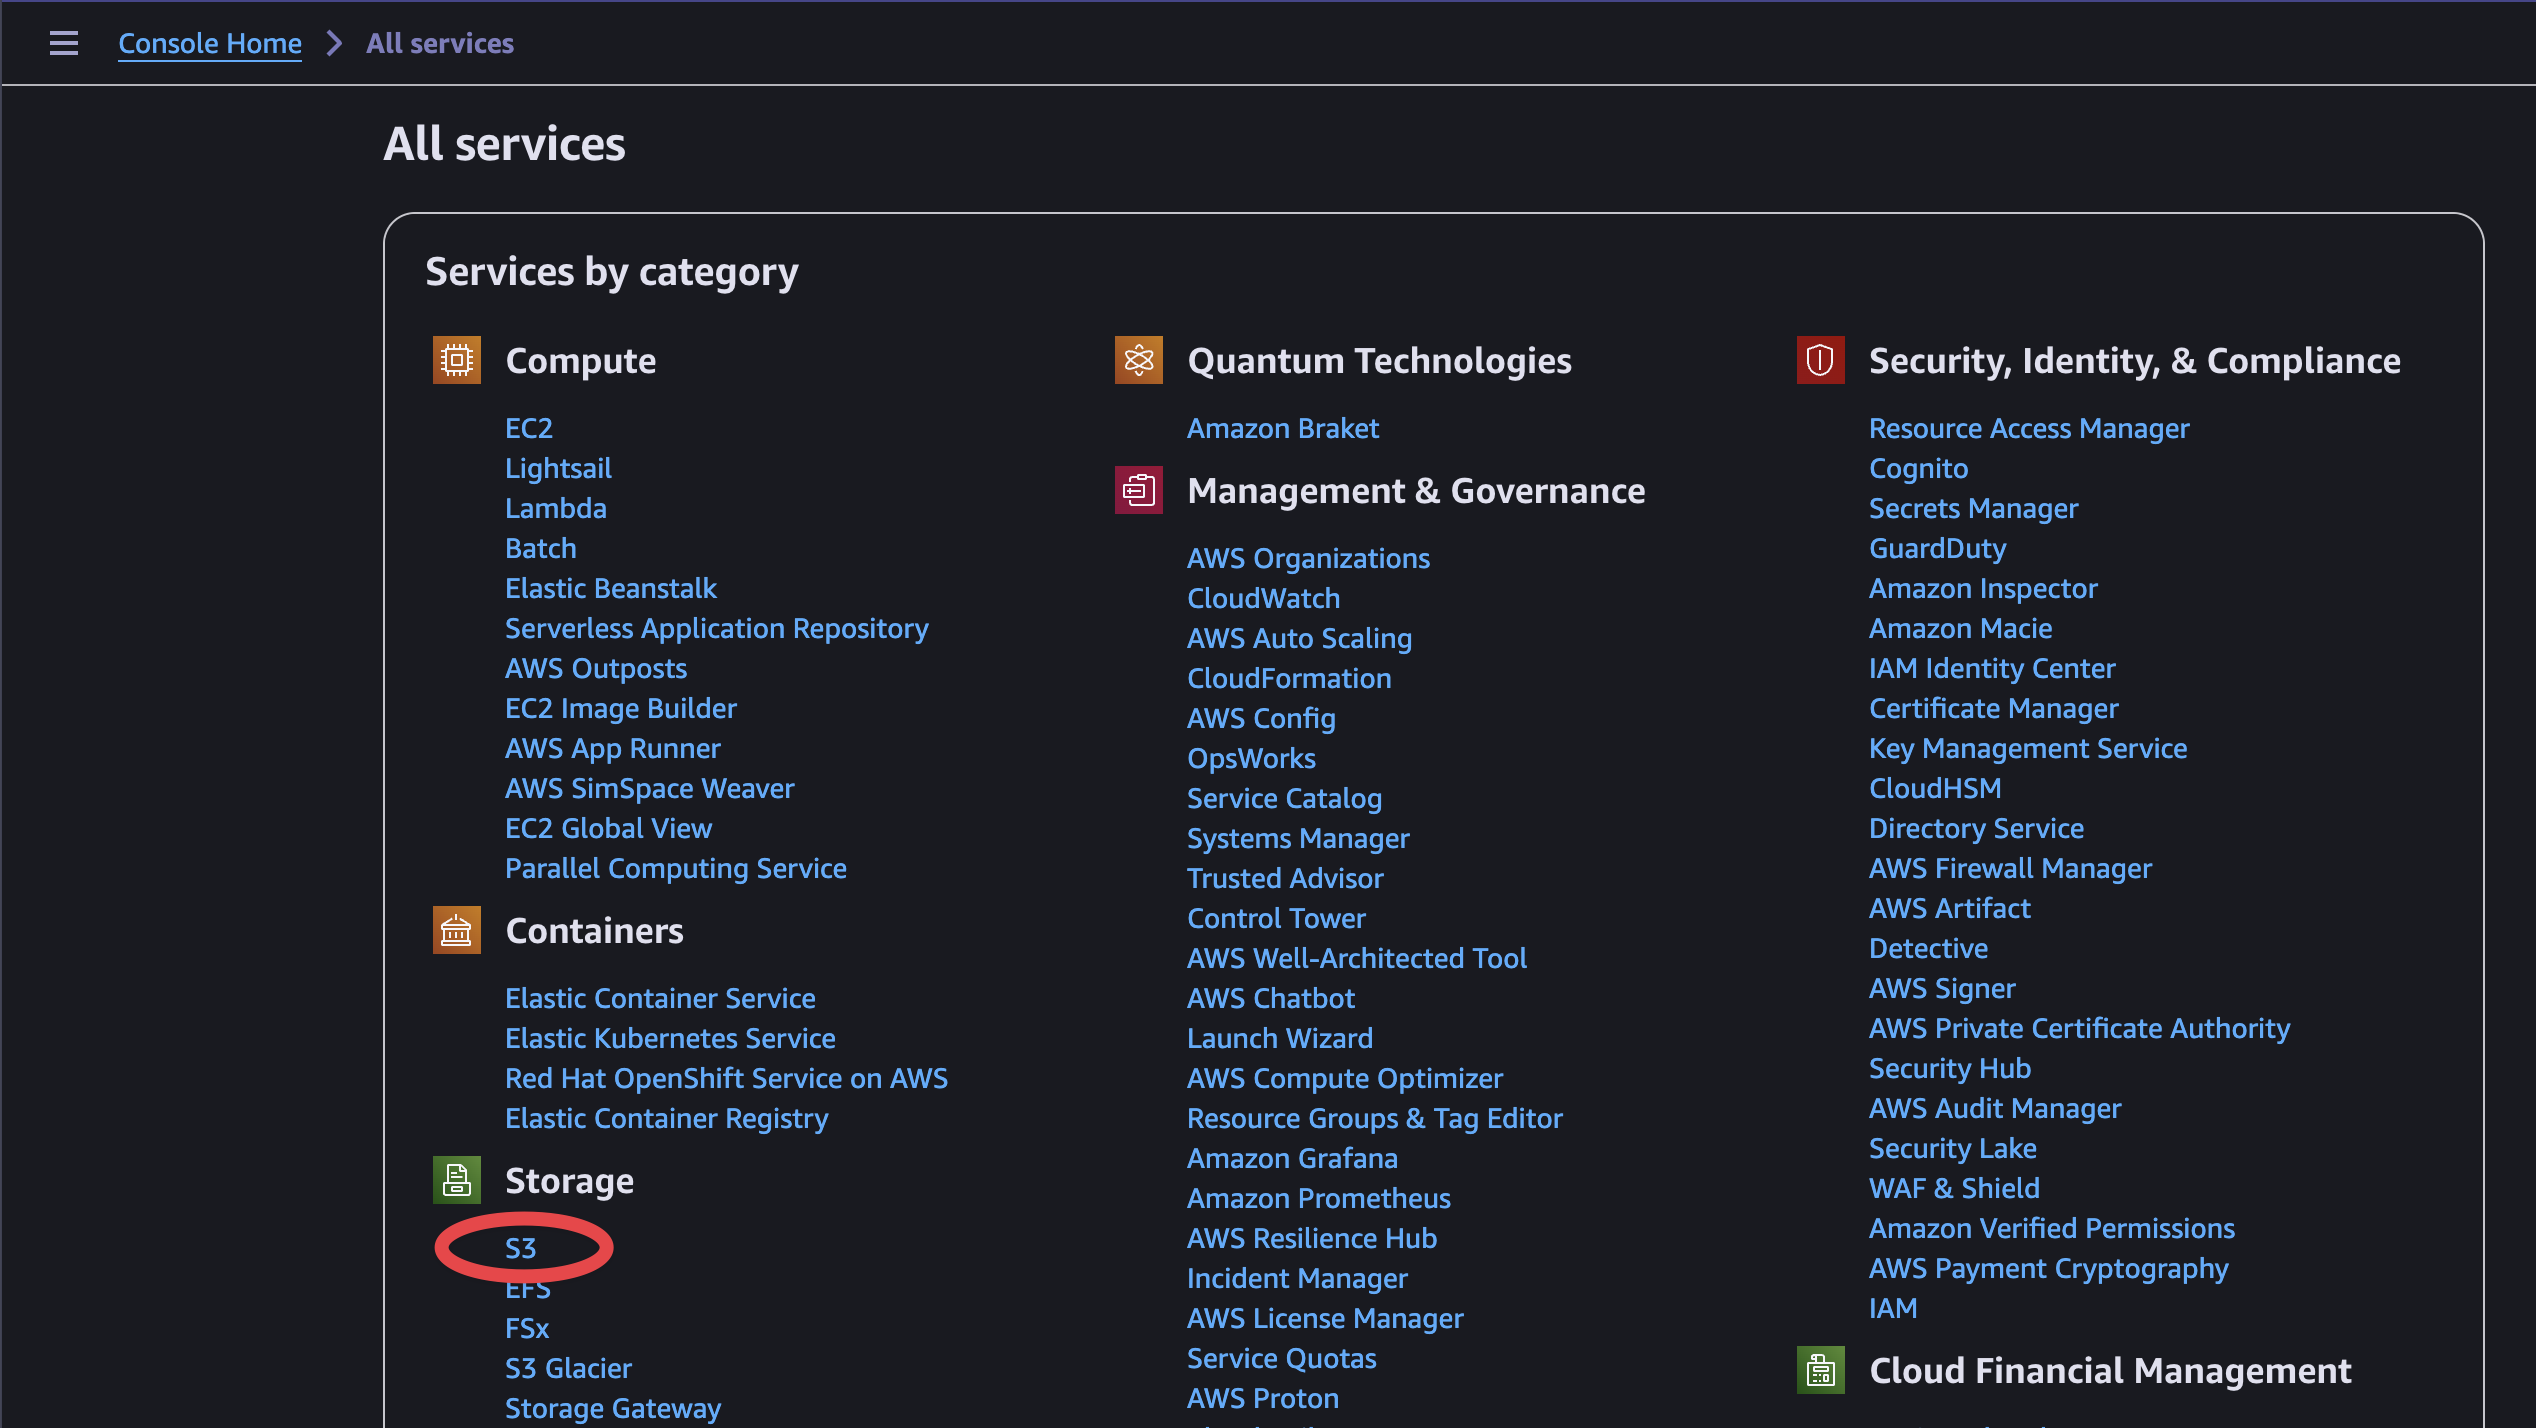 Console Home
All services
All services
Services by category
Compute
EC2
Lightsail
Lambda
Batch
Elastic Beanstalk
Serverless Application Repository
AWS Outposts
EC2 Image Builder
AWS App Runner
AWS SimSpace Weaver
EC2 Global View
Parallel Computing Service
Containers
Elastic Container Service
Elastic Kubernetes Service
Red Hat OpenShift Service on AWS
Elastic Container Registry
Storage
S3
EFS
FSx
S3 Glacier
Storage Gateway
Quantum Technologies
Amazon Braket
Management & Governance
AWS Organizations
CloudWatch
AWS Auto Scaling
CloudFormation
AWS Config
OpsWorks
Service Catalog
Systems Manager
Trusted Advisor
Control Tower
AWS Well-Architected Tool
AWS Chatbot
Launch Wizard
AWS Compute Optimizer
Resource Groups & Tag Editor
Amazon Grafana
Amazon Prometheus
AWS Resilience Hub
Incident Manager
AWS License Manager
Service Quotas
AWS Proton
Security, Identity, & Compliance
Resource Access Manager
Cognito
Secrets Manager
GuardDuty
Amazon Inspector
Amazon Macie
IAM Identity Center
Certificate Manager
Key Management Service
CloudHSM
Directory Service
AWS Firewall Manager
AWS Artifact
Detective
AWS Signer
AWS Private Certificate Authority
Security Hub
AWS Audit Manager
Security Lake
WAF & Shield
Amazon Verified Permissions
AWS Payment Cryptography
IAM
Cloud Financial Management